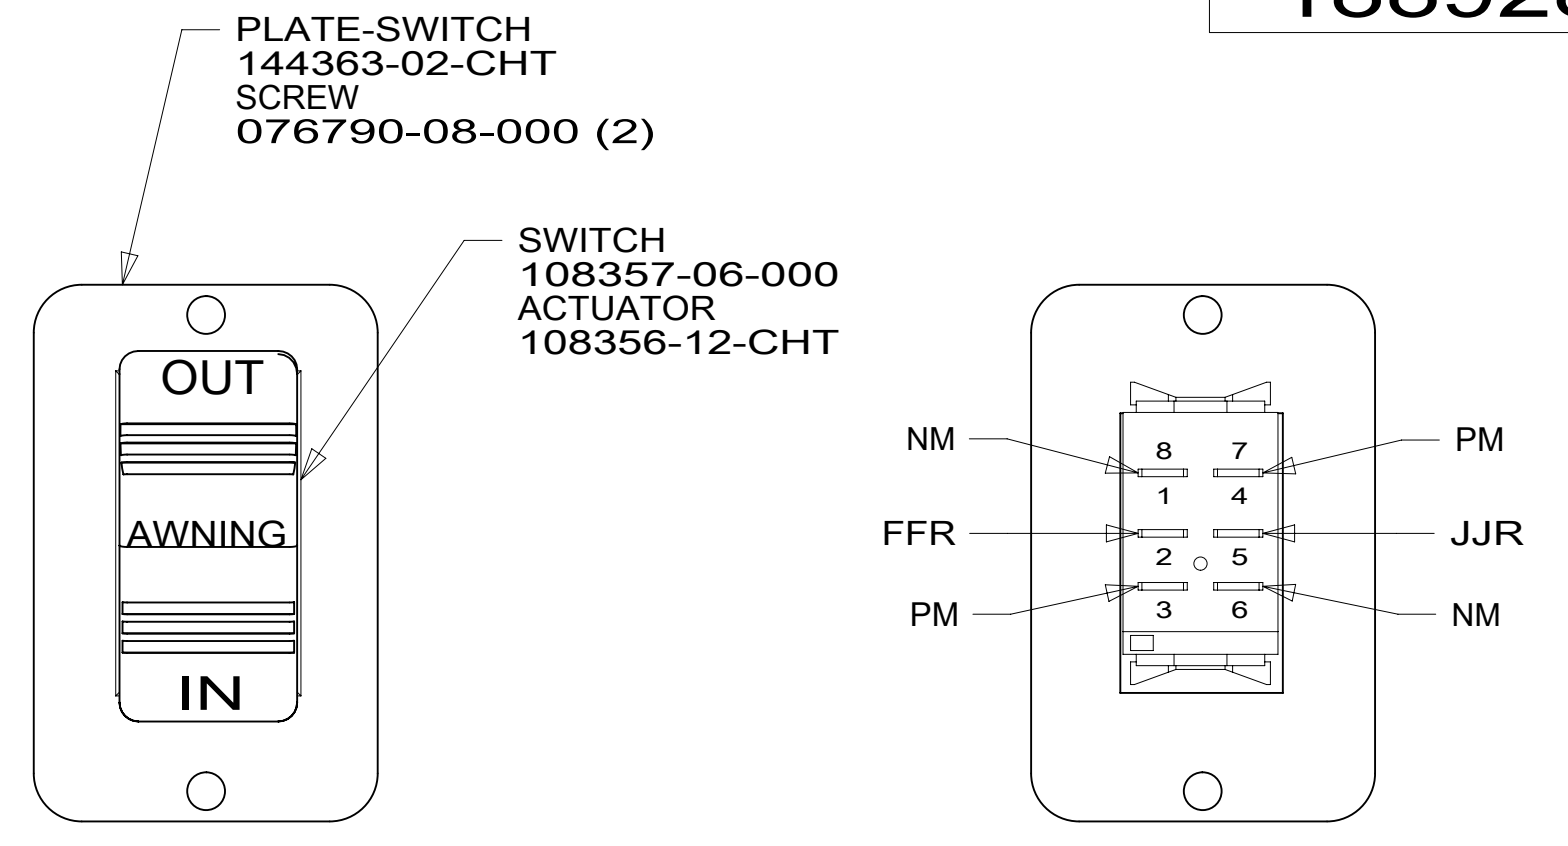 PLATE-SWITCH
144363-02-CHT
SCREW
076790-08-000 (2)
SWITCH
108357-06-000
ACTUATOR
108356-12-CHT
OUT
AWNING
IN
NM
8 7
PM
1 4
FFR
JJR
2 5
PM
3 6
NM